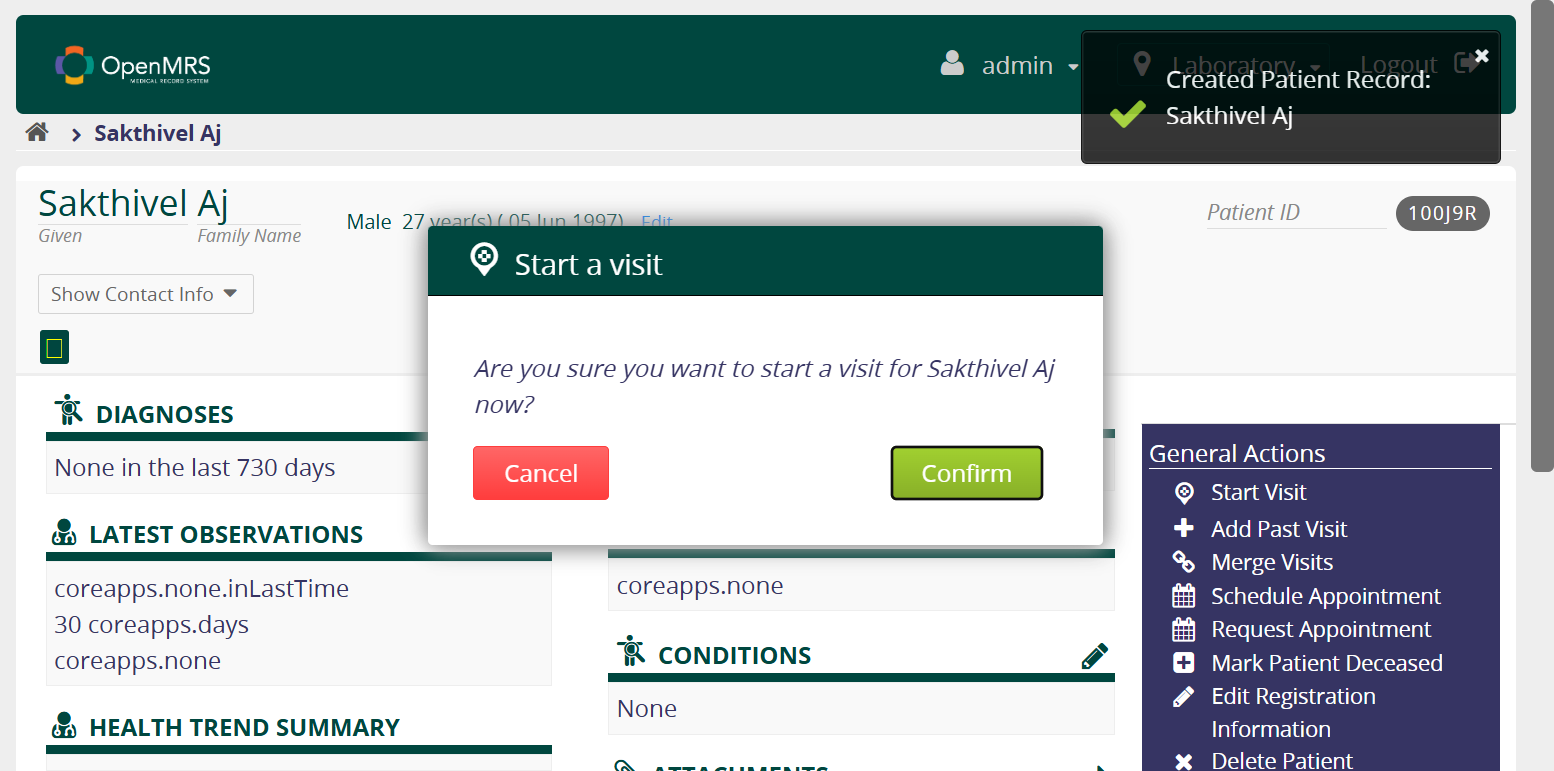 OpenMRS
MEDICAL RECORD SYSTEM
admin
Laboratory
Logout
Created Patient Record:
Sakthivel Aj
Sakthivel Aj
Sakthivel Aj
Given
Family Name
Male 27 year(s) ( 05 Jun 1997) Edit
Patient ID
100J9R
Show Contact Info
Start a visit
Are you sure you want to start a visit for Sakthivel Aj
now?
Cancel
Confirm
DIAGNOSES
None in the last 730 days
LATEST OBSERVATIONS
coreapps.none.inLastTime
30 coreapps.days
coreapps.none
HEALTH TREND SUMMARY
coreapps.none
CONDITIONS
None
ATTACHMENTS
General Actions
Start Visit
Add Past Visit
Merge Visits
Schedule Appointment
Request Appointment
Mark Patient Deceased
Edit Registration
Information
Delete Patient